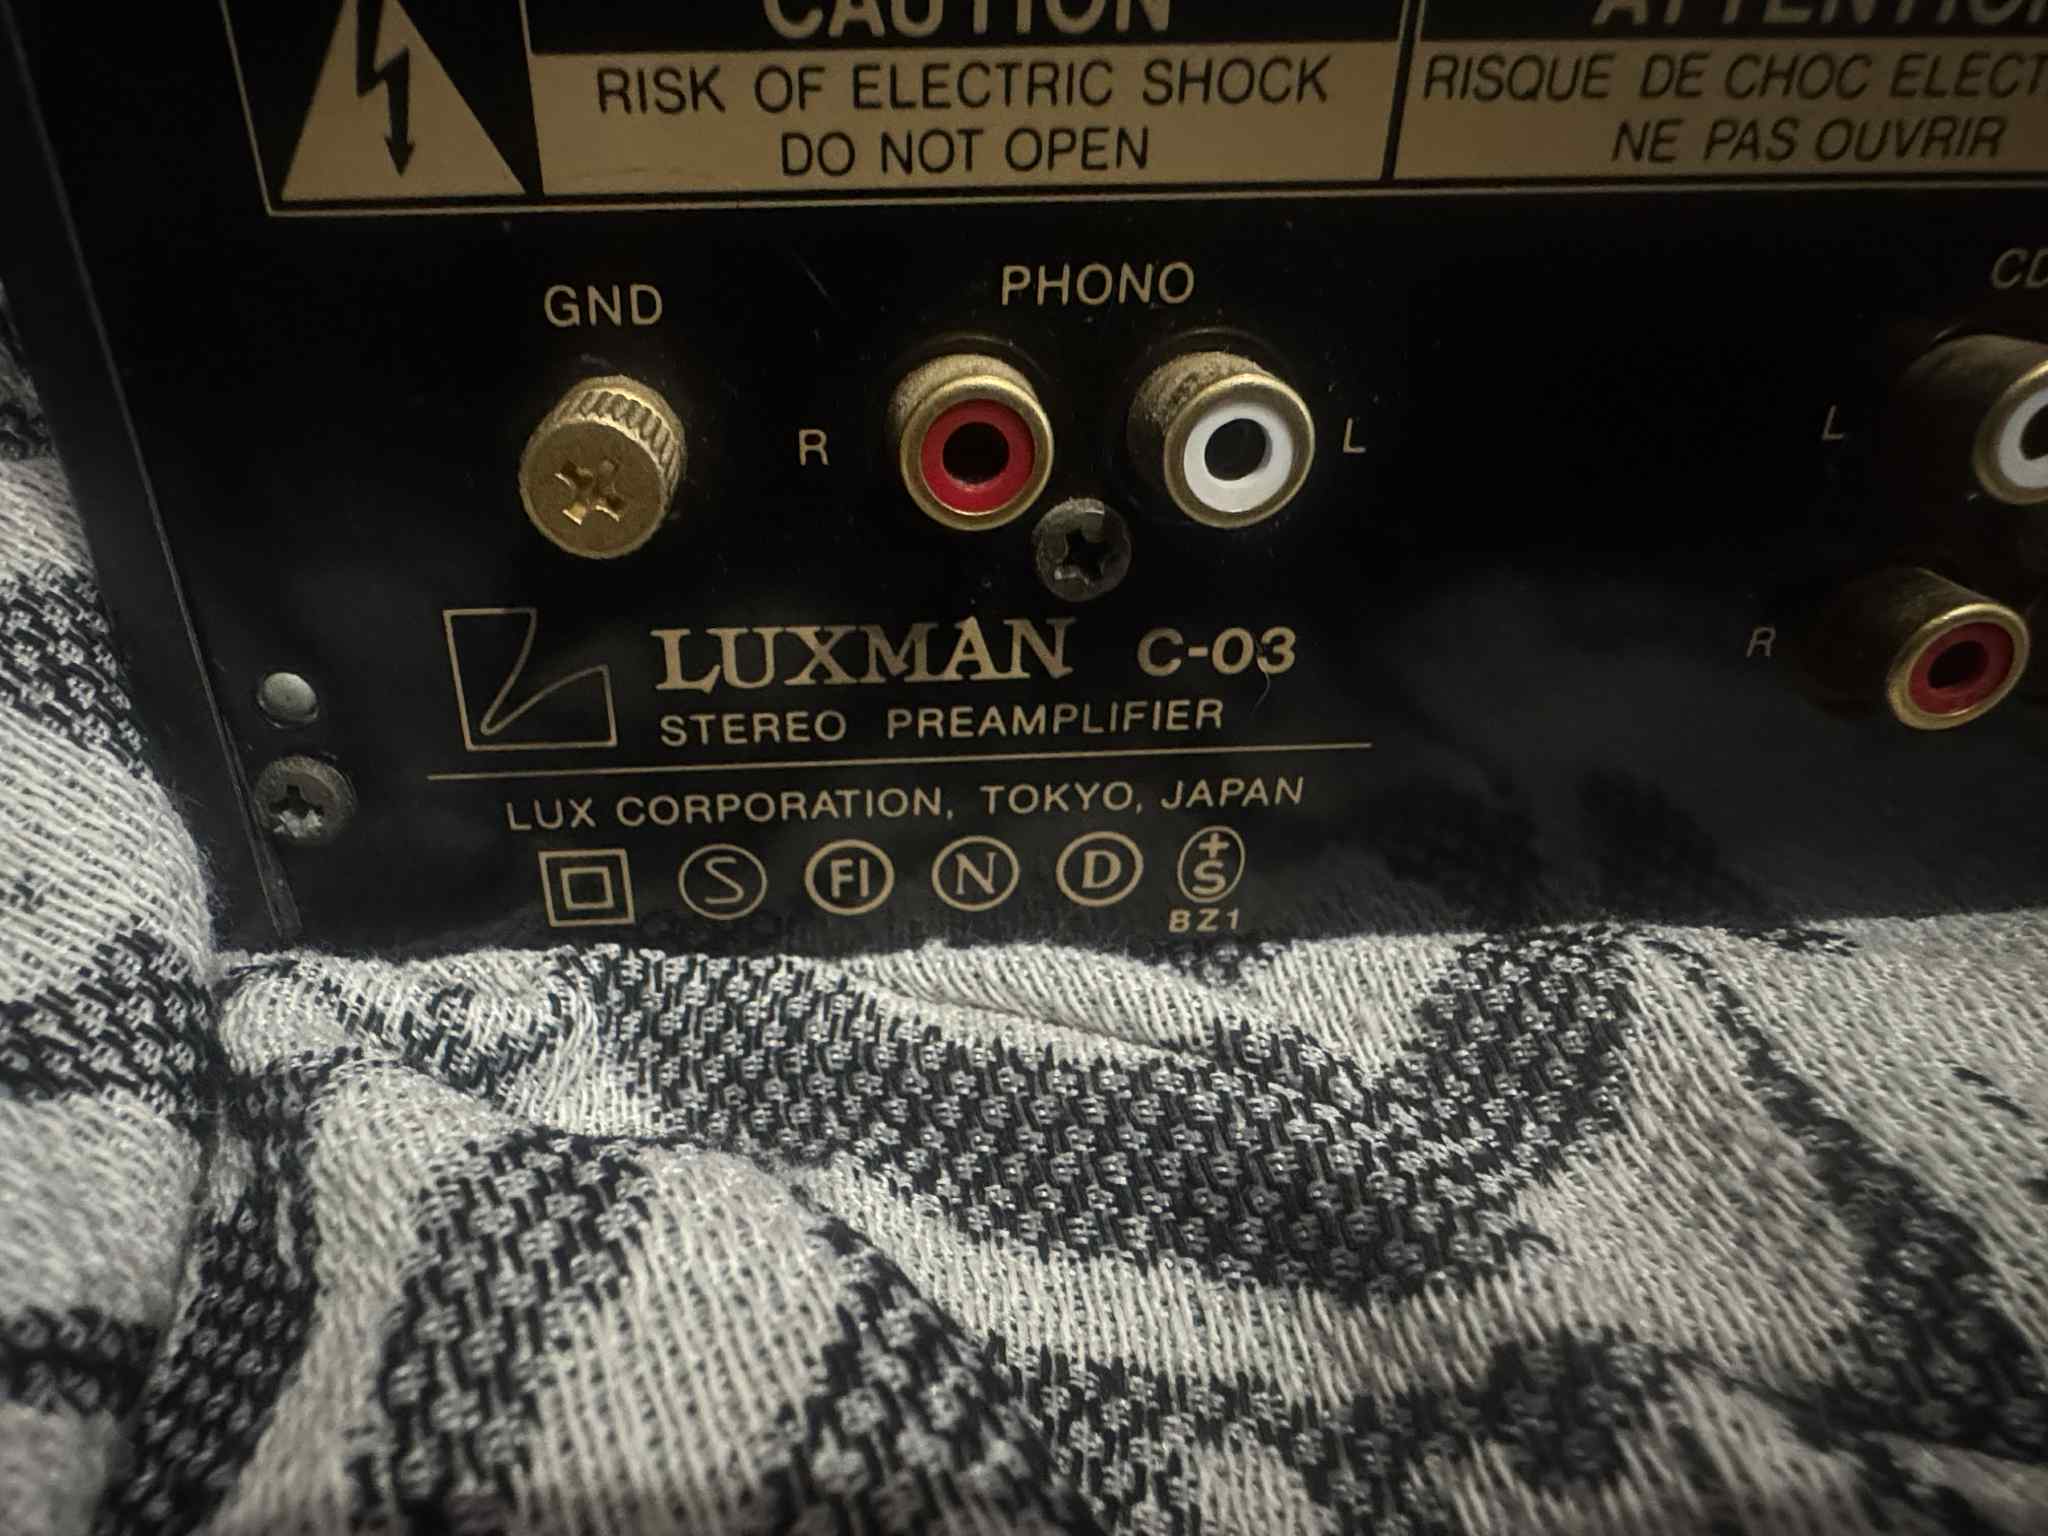 CAUTION
RISK OF ELECTRIC SHOCK
DO NOT OPEN
RISQUE DE CHOC
NE PAS OUVRIR
GND
PHONO
R
L
CD
L
R
LUXMAN C-03
STEREO PREAMPLIFIER
LUX CORPORATION, TOKYO, JAPAN
S FI N D +S
BZ1